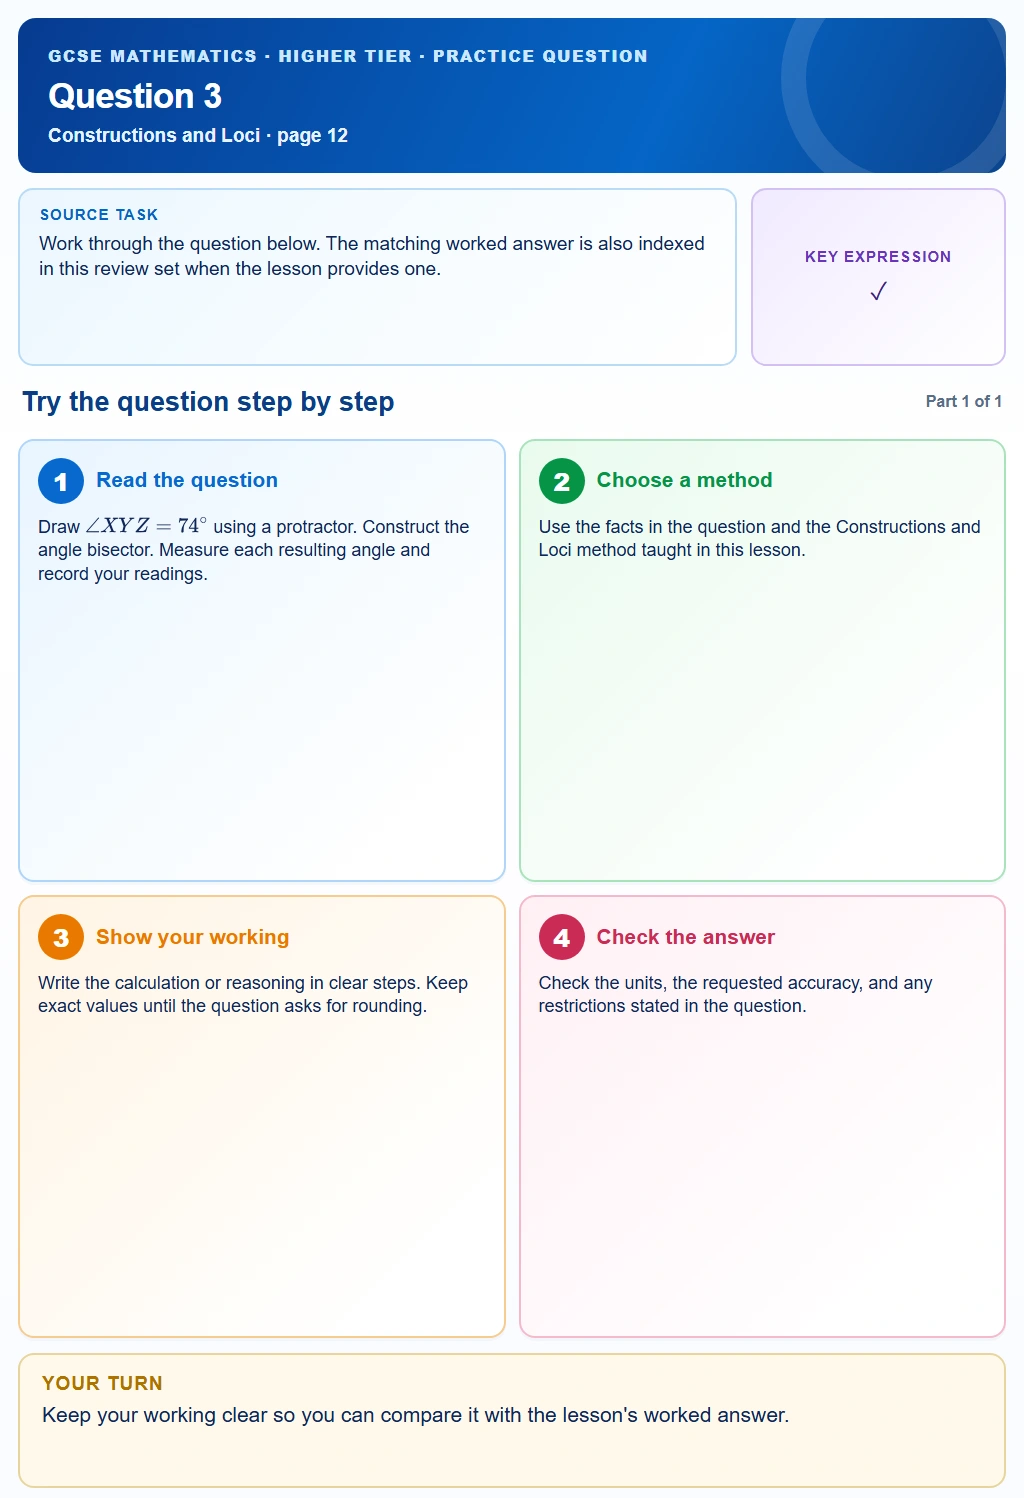 GCSE MATHEMATICS · HIGHER TIER · PRACTICE QUESTION
Question 3
Constructions and Loci · page 12
SOURCE TASK
Work through the question below. The matching worked answer is also indexed
in this review set when the lesson provides one.
KEY EXPRESSION
✓
Try the question step by step
Part 1 of 1
1 Read the question
Draw ∠XYZ = 74° using a protractor. Construct the
angle bisector. Measure each resulting angle and
record your readings.
2 Choose a method
Use the facts in the question and the Constructions and
Loci method taught in this lesson.
3 Show your working
Write the calculation or reasoning in clear steps. Keep
exact values until the question asks for rounding.
4 Check the answer
Check the units, the requested accuracy, and any
restrictions stated in the question.
YOUR TURN
Keep your working clear so you can compare it with the lesson's worked answer.